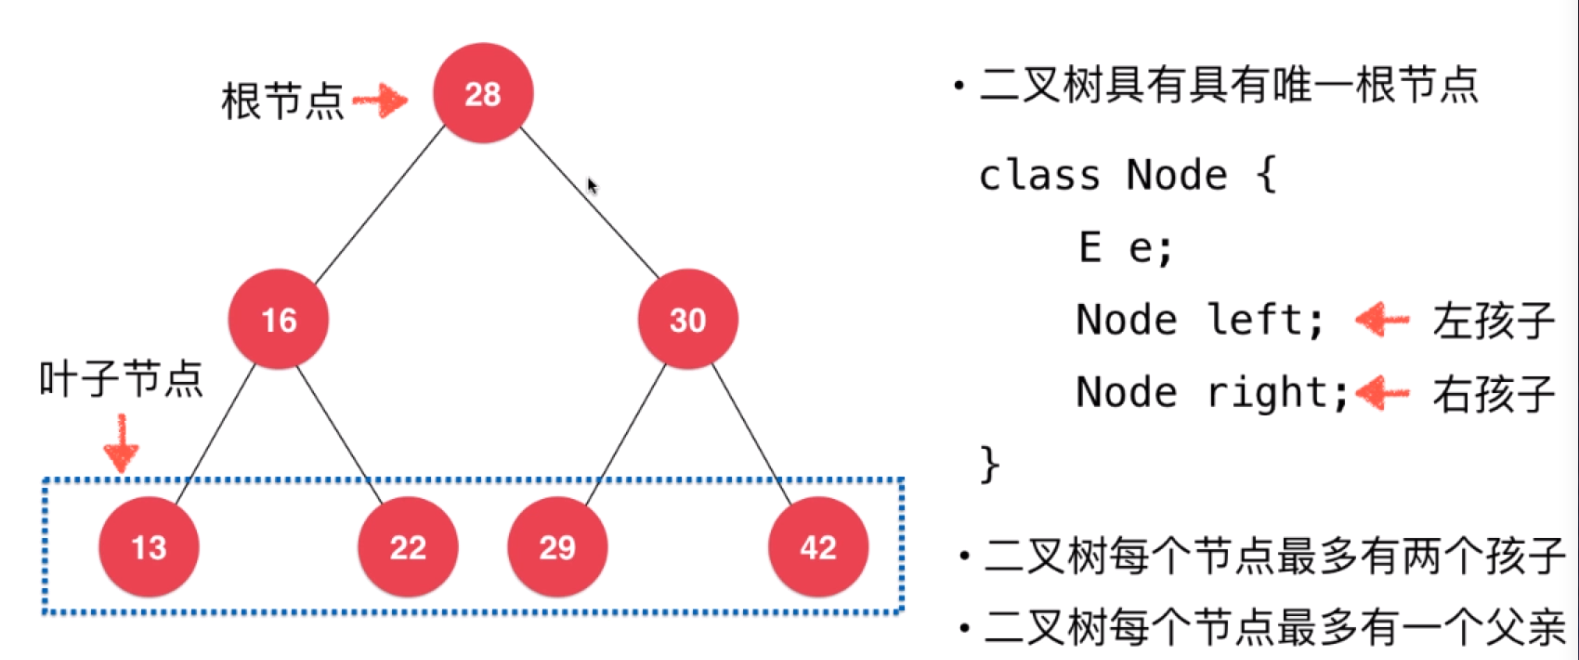 根节点
28
16
30
叶子节点
13
22
29
42
• 二叉树具有具有唯一根节点
class Node {
E e;
Node left; 左孩子
Node right; 右孩子
}
• 二叉树每个节点最多有两个孩子
• 二叉树每个节点最多有一个父亲